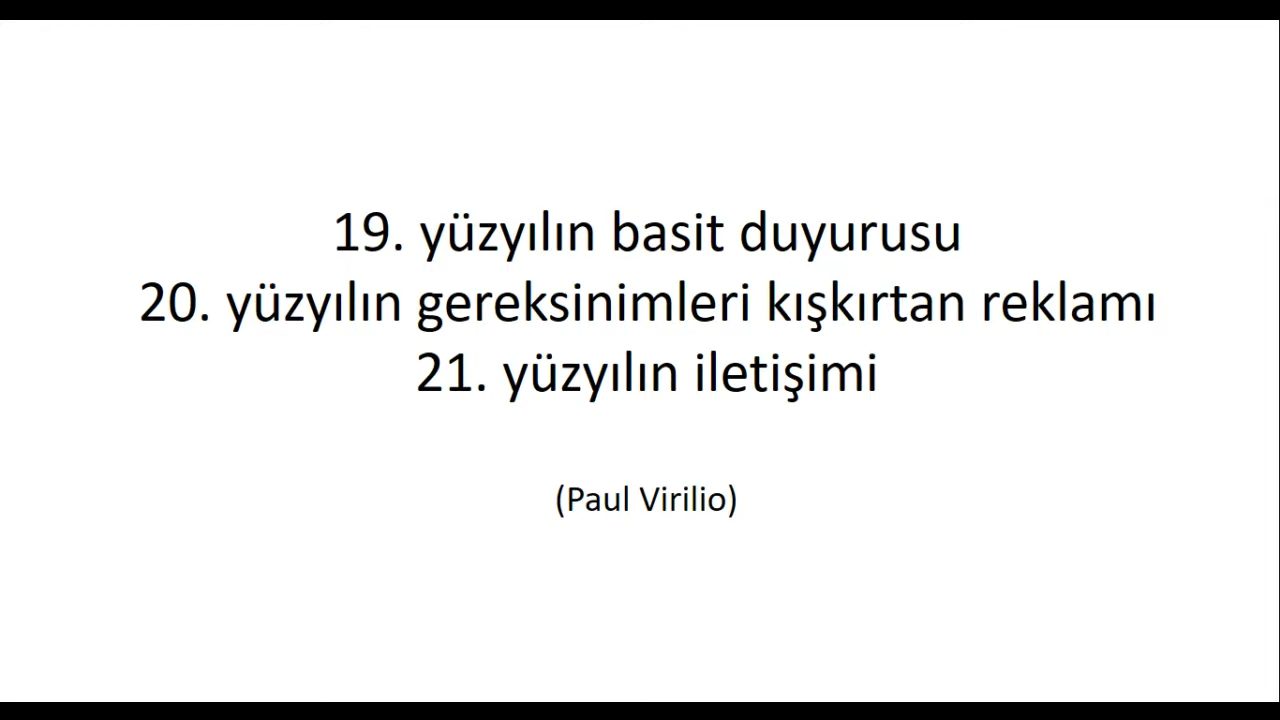 19. yüzyılın basit duyurusu
20. yüzyılın gereksinimleri kışkırtan reklamı
21. yüzyılın iletişimi
(Paul Virilio)